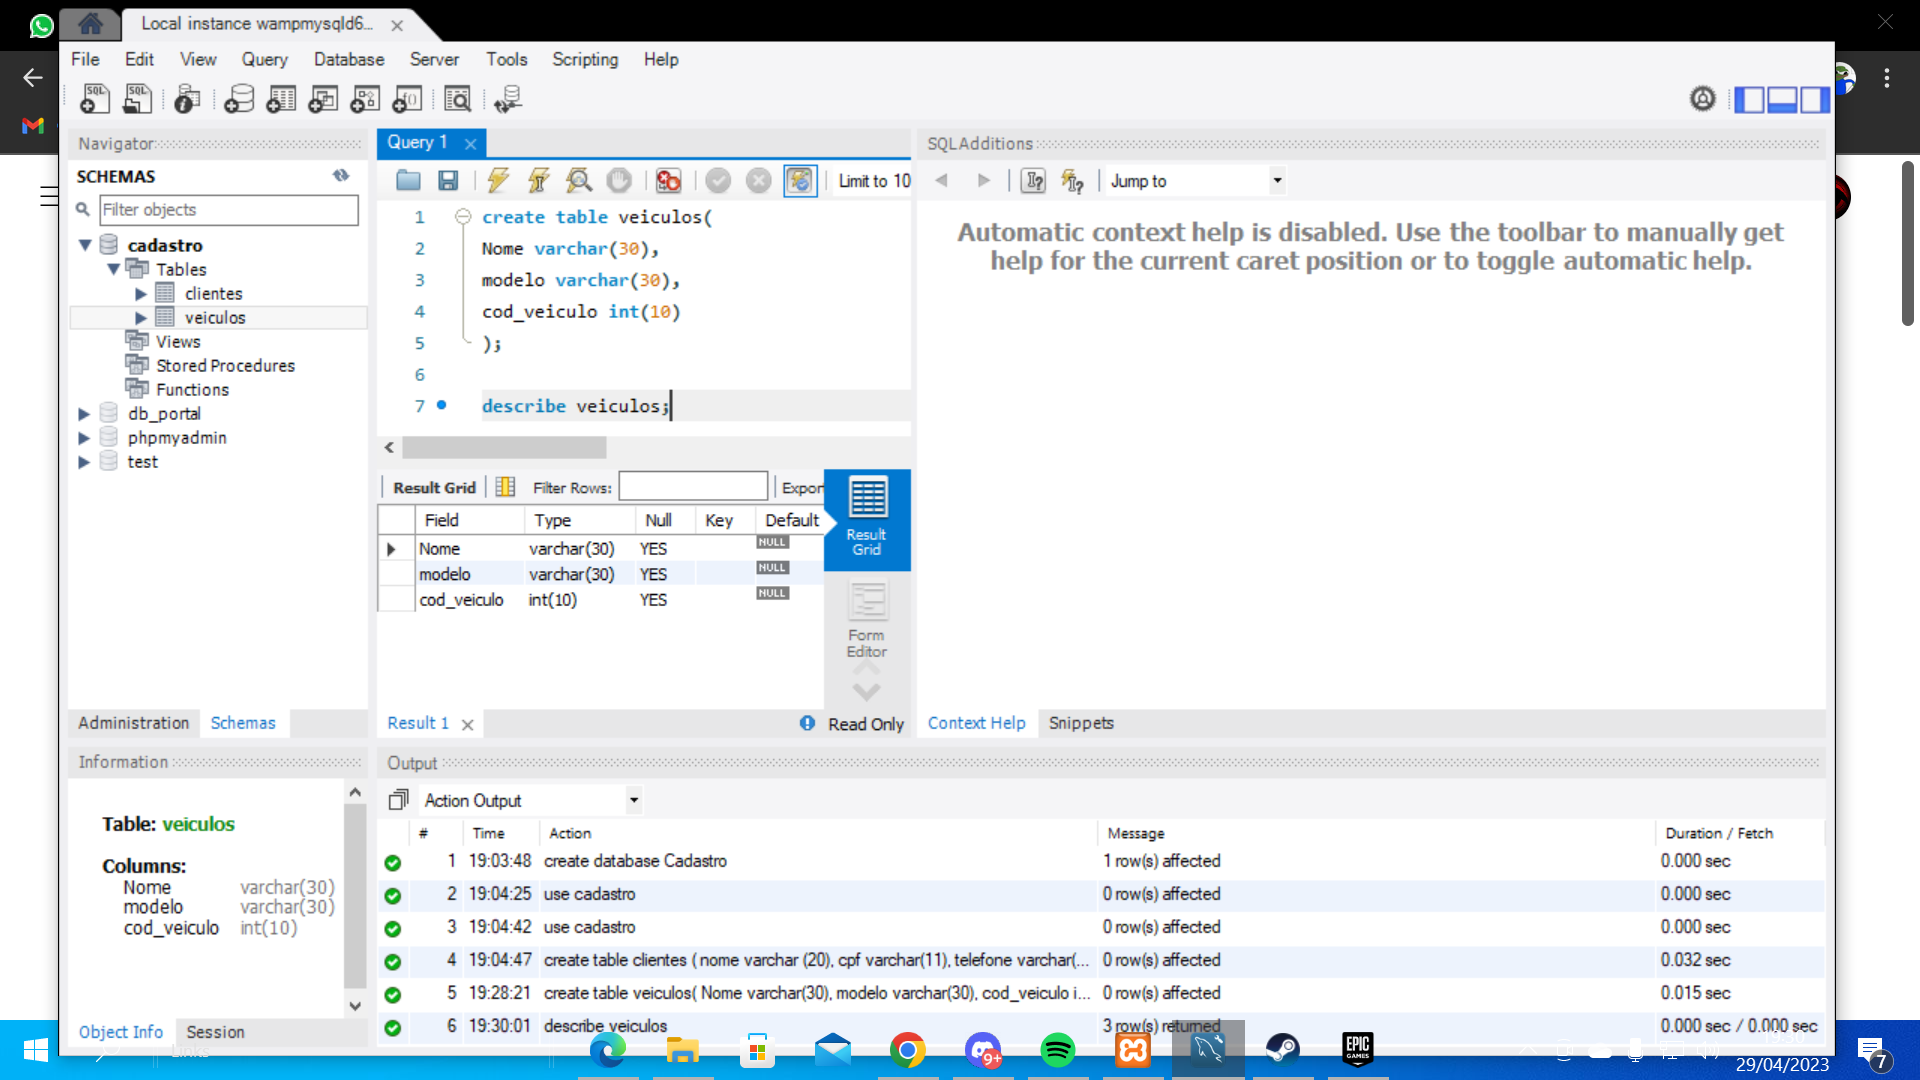 Local instance wampmysqld6...
File Edit View Query Database Server Tools Scripting Help
Navigator
SCHEMAS
Filter objects
cadastro
Tables
clientes
veiculos
Views
Stored Procedures
Functions
db_portal
phpmyadmin
test
Administration Schemas
Information
Table: veiculos
Columns:
Nome varchar(30)
modelo varchar(30)
cod_veiculo int(10)
Object Info Session
Query 1
Limit to 10
1 create table veiculos(
2 Nome varchar(30),
3 modelo varchar(30),
4 cod_veiculo int(10)
5 );
6
7 describe veiculos;
Result Grid Filter Rows: Expor
Field Type Null Key Default
Nome varchar(30) YES NULL
modelo varchar(30) YES NULL
cod_veiculo int(10) YES NULL
Result
Grid
Form
Editor
Result 1 Read Only
SQLAdditions
Jump to
Automatic context help is disabled. Use the toolbar to manually get
help for the current caret position or to toggle automatic help.
Context Help Snippets
Output
Action Output
# Time Action Message Duration / Fetch
1 19:03:48 create database Cadastro 1 row(s) affected 0.000 sec
2 19:04:25 use cadastro 0 row(s) affected 0.000 sec
3 19:04:42 use cadastro 0 row(s) affected 0.000 sec
4 19:04:47 create table clientes ( nome varchar (20), cpf varchar(11), telefone varchar(... 0 row(s) affected 0.032 sec
5 19:28:21 create table veiculos( Nome varchar(30), modelo varchar(30), cod_veiculo i... 0 row(s) affected 0.015 sec
6 19:30:01 describe veiculos 3 row(s) returned 0.000 sec / 0.000 sec
Links
9+
EPIC
GAMES
19:30
29/04/2023
7